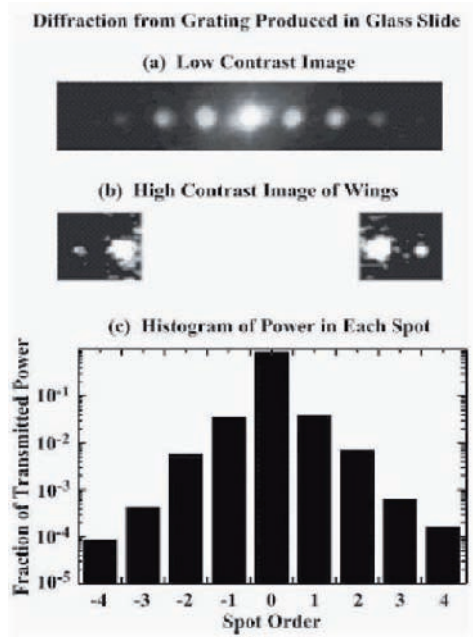 Diffraction from Grating Produced in Glass Slide
(a) Low Contrast Image
(b) High Contrast Image of Wings
(c) Histogram of Power in Each Spot
Fraction of Transmitted Power
10-1
10-2
10-3
10-4
10-5
-4 -3 -2 -1 0 1 2 3 4
Spot Order